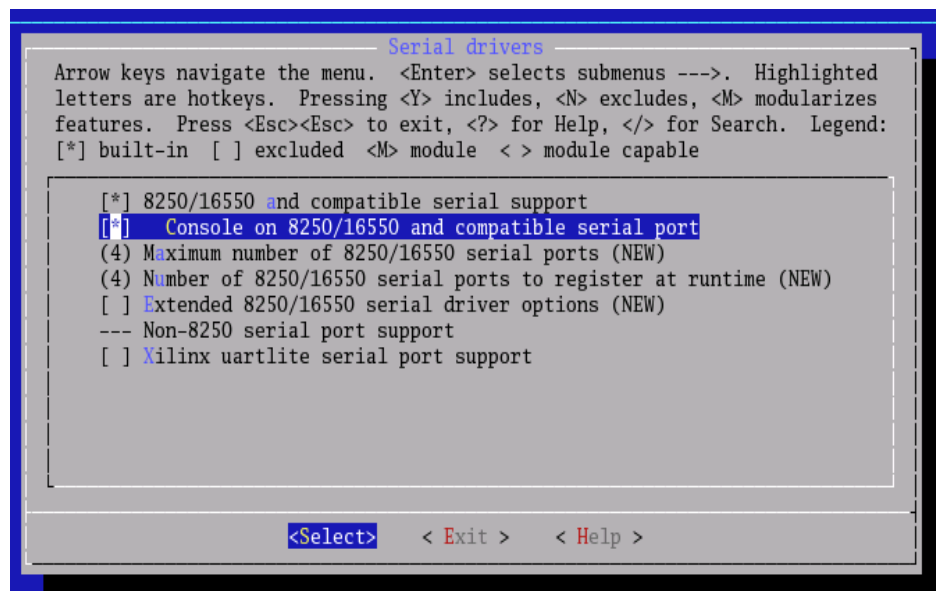 Serial drivers
Arrow keys navigate the menu.  <Enter> selects submenus --->.  Highlighted
letters are hotkeys.  Pressing <Y> includes, <N> excludes, <M> modularizes
features.  Press <Esc><Esc> to exit, <?> for Help, </> for Search.  Legend:
[*] built-in  [ ] excluded  <M> module  < > module capable
[*] 8250/16550 and compatible serial support
[*]   Console on 8250/16550 and compatible serial port
(4) Maximum number of 8250/16550 serial ports (NEW)
(4) Number of 8250/16550 serial ports to register at runtime (NEW)
[ ] Extended 8250/16550 serial driver options (NEW)
--- Non-8250 serial port support
[ ] Xilinx uartlite serial port support
<Select>    < Exit >    < Help >